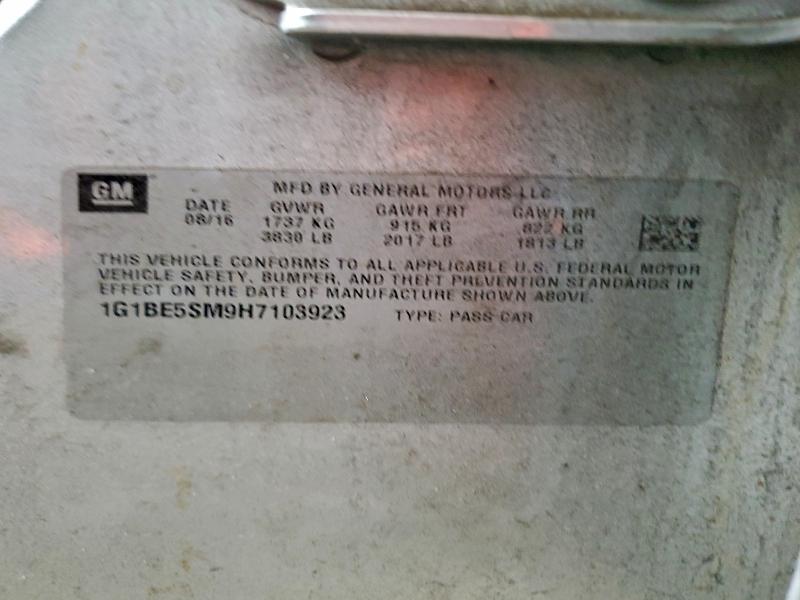 GM
MFD BY GENERAL MOTORS LLC
DATE GVWR GAWR FRT GAWR RR
08/16 1737 KG 915 KG 822 KG
3830 LB 2017 LB 1813 LB
THIS VEHICLE CONFORMS TO ALL APPLICABLE U.S. FEDERAL MOTOR
VEHICLE SAFETY, BUMPER, AND THEFT PREVENTION STANDARDS IN
EFFECT ON THE DATE OF MANUFACTURE SHOWN ABOVE.
1G1BE5SM9H7103923 TYPE: PASS CAR